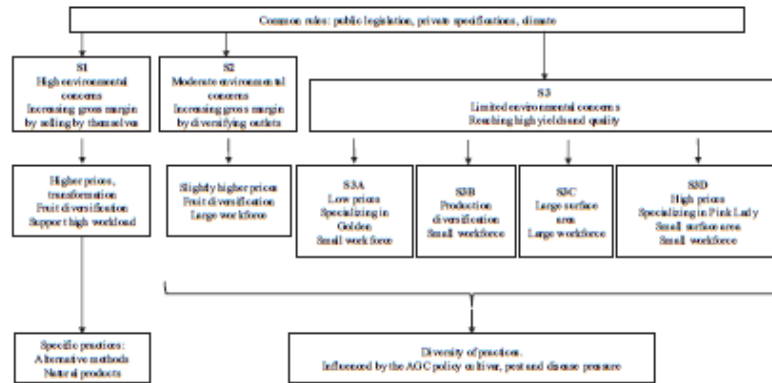 Common rules: public legislation, private specifications, climate
S1
High environmental
concerns
Increasing gross margin
by selling by themselves
S2
Moderate environmental
concerns
Increasing gross margin
by diversifying outlets
S3
Limited environmental concerns
Reaching high yields and quality
Higher prices,
transformation
Fruit diversification
Support high workload
Slightly higher prices
Fruit diversification
Large workforce
S3A
Low prices
Specializing in
Golden
Small workforce
S3B
Production
diversification
Small workforce
S3C
Large surface
area
Large workforce
S3D
High prices
Specializing in Pink Lady
Small surface area
Small workforce
Specific practices:
Alternative methods
Natural products
Diversity of practices.
Influenced by the AGC policy cultivar, pest and disease pressure